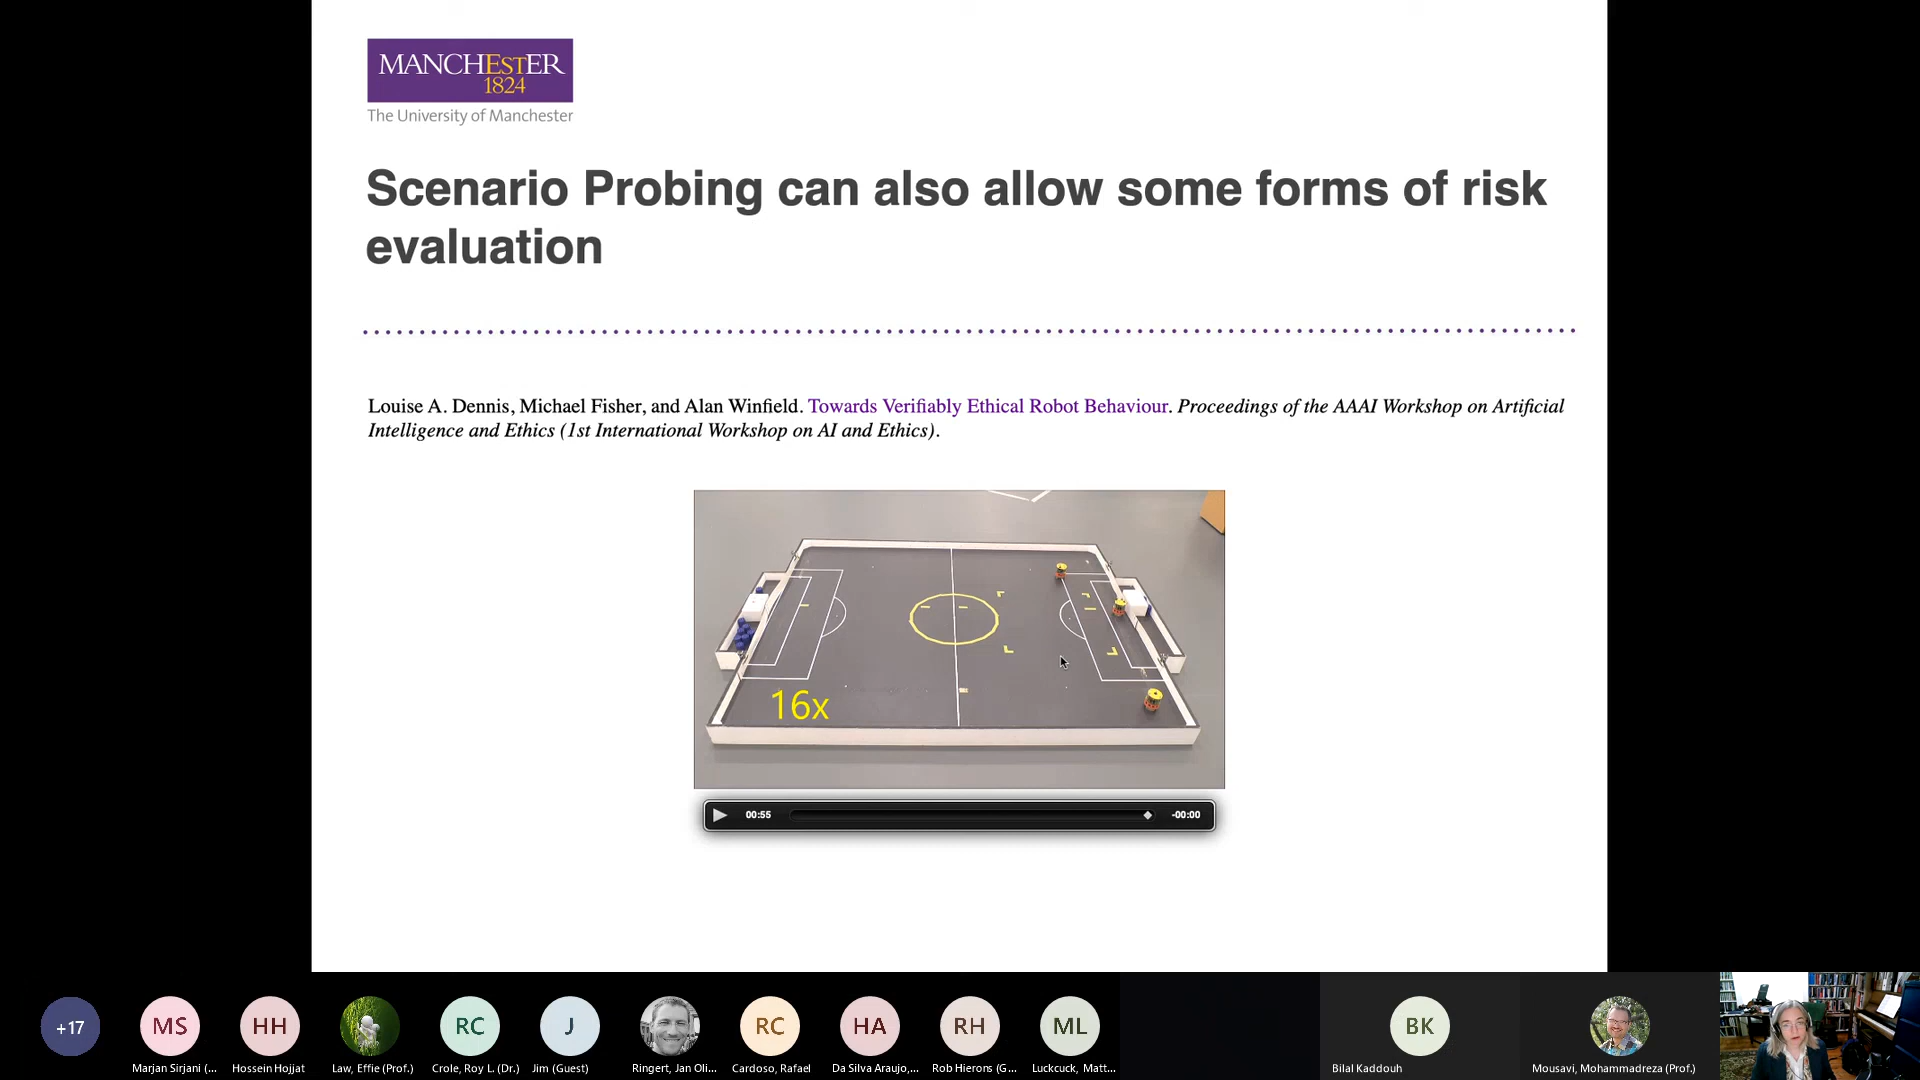 MANCHESTER
1824
The University of Manchester
Scenario Probing can also allow some forms of risk
evaluation
Louise A. Dennis, Michael Fisher, and Alan Winfield. Towards Verifiably Ethical Robot Behaviour. Proceedings of the AAAI Workshop on Artificial
Intelligence and Ethics (1st International Workshop on AI and Ethics).
16x
00:55
-00:00
+17
MS
HH
RC
J
RC
HA
RH
ML
BK
Marjan Sirjani (...
Hossein Hojjat
Law, Effie (Prof.)
Crole, Roy L. (Dr.)
Jim (Guest)
Ringert, Jan Oli...
Cardoso, Rafael
Da Silva Araujo,...
Rob Hierons (G...
Luckcuck, Matt...
Bilal Kaddouh
Mousavi, Mohammadreza (Prof.)